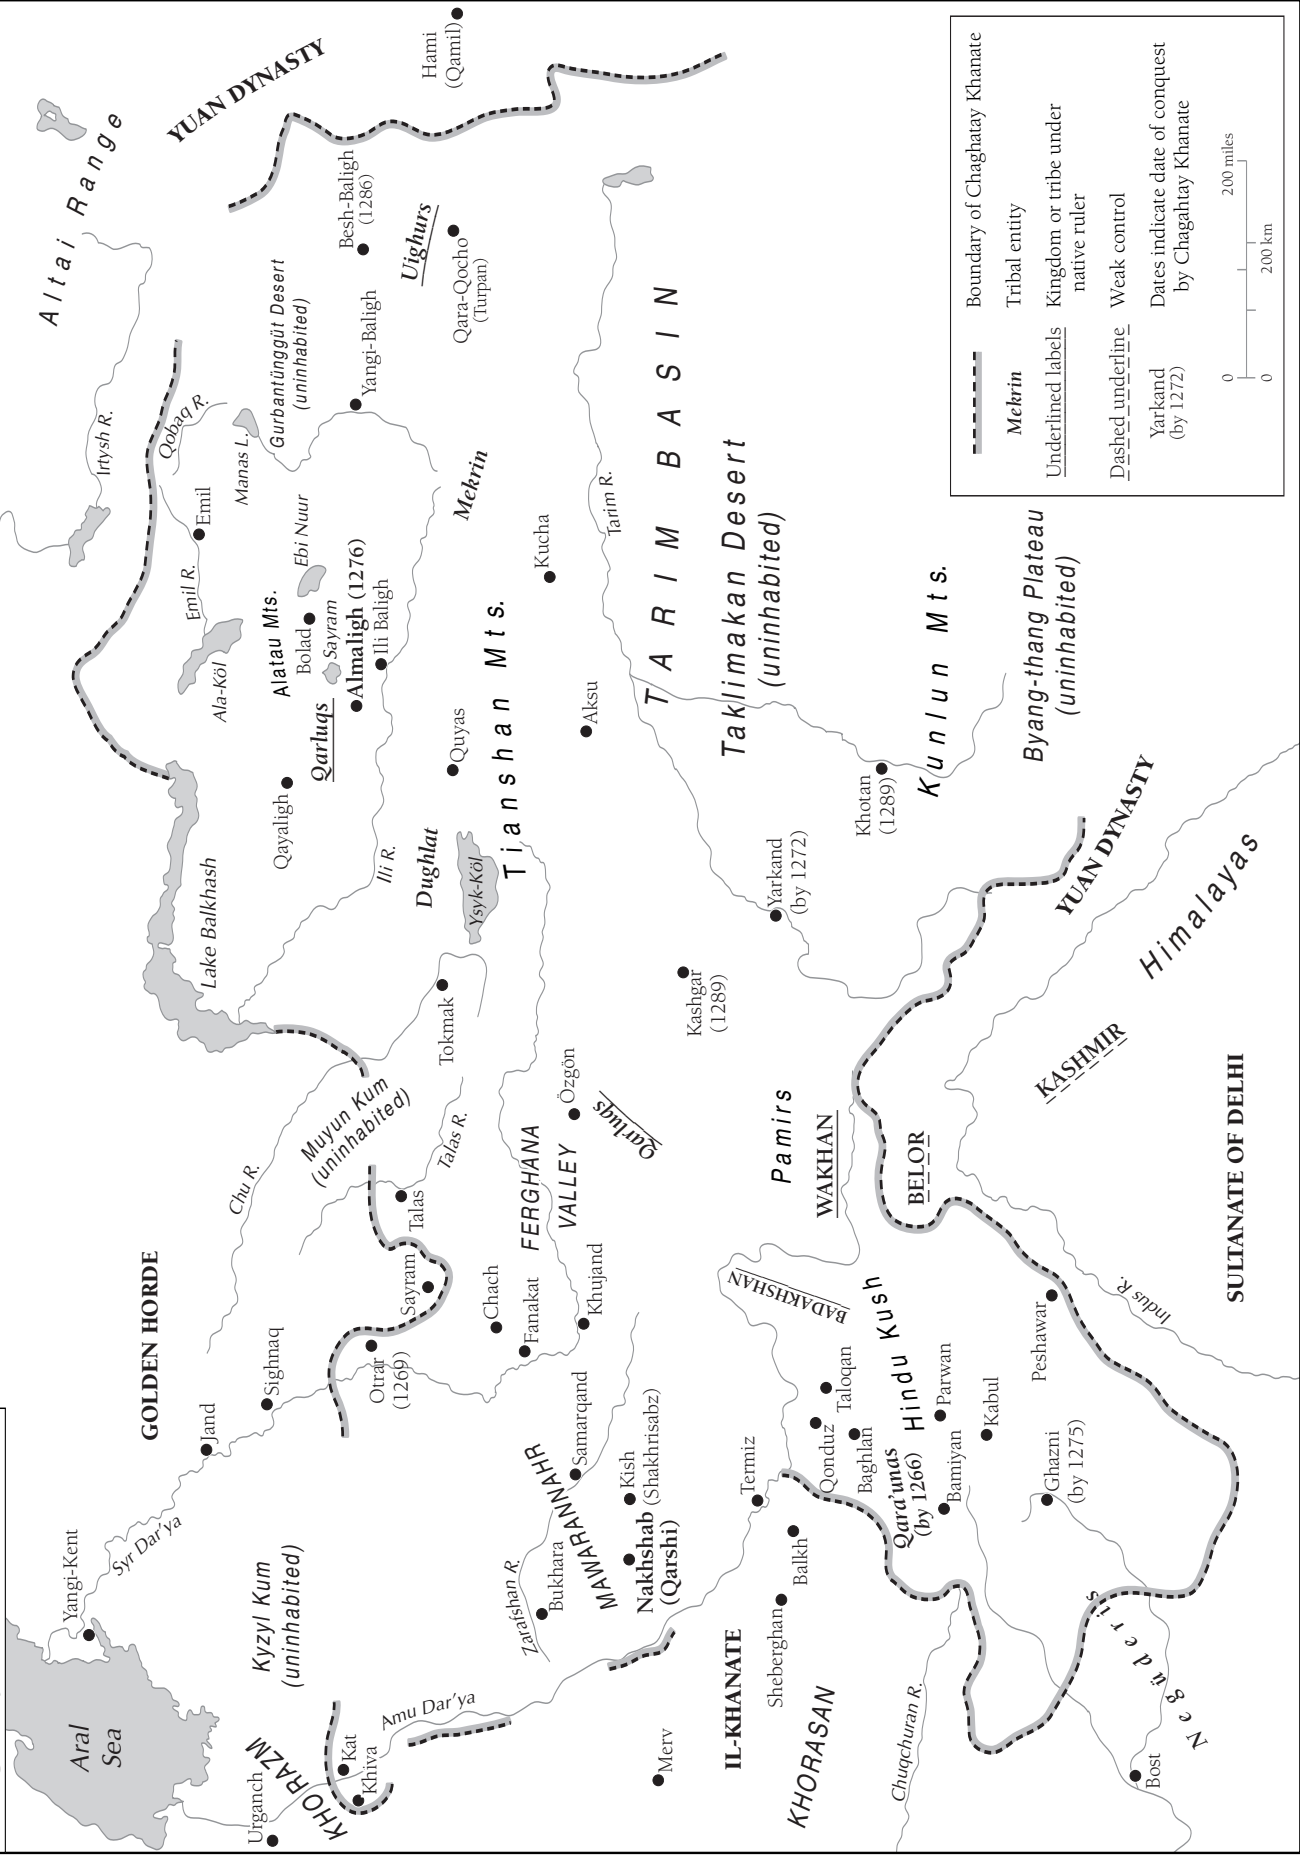 Altai Range
YUAN DYNASTY
Hami
(Qamil)
Irtysh R.
Qobaq R.
Emil
Emil R.
Manas L.
Gurbantünggüt Desert
(uninhabited)
Besh-Baligh
(1286)
Uighurs
Qara-Qocho
(Turpan)
Yangi-Baligh
Mekrin
Ebi Nuur
Alatau Mts.
Bolad
Sayram
Almaligh (1276)
Ili Baligh
Qarluqs
Ala-Köl
Qayaligh
Lake Balkhash
Ili R.
Quyas
Dughlat
Ysyk-Köl
Tianshan Mts.
Kucha
Aksu
Tarim R.
TARIM BASIN
Taklimakan Desert
(uninhabited)
Kunlun Mts.
Byang-thang Plateau
(uninhabited)
Khotan
(1289)
Yarkand
(by 1272)
Kashgar
(1289)
YUAN DYNASTY
Himalayas
KASHMIR
SULTANATE OF DELHI
GOLDEN HORDE
Chu R.
Muyun Kum
(uninhabited)
Tokmak
Talas R.
Talas
Sayram
Otrar
(1269)
Sighnaq
Jand
Yangi-Kent
Syr Dar'ya
Aral
Sea
Kyzyl Kum
(uninhabited)
KHORAZM
Urganch
Kat
Khiva
Amu Dar'ya
Chach
Fanakat
Khujand
FERGHANA
VALLEY
Özgön
Qarluqs
Zarafshan R.
Bukhara
MAWARANNAHR
Samarqand
Kish
(Shakhrisabz)
Nakhshab
(Qarshi)
Merv
IL-KHANATE
KHORASAN
Termiz
Balkh
Sheberghan
Chuqchuran R.
Pamirs
WAKHAN
BELOR
BADAKHSHAN
Hindu Kush
Taloqan
Qonduz
Baghlan
Qara'unas
(by 1266)
Parwan
Bamiyan
Kabul
Peshawar
Ghazni
(by 1275)
Indus R.
Negüderis
Bost
Boundary of Chaghatay Khanate
Mekrin Tribal entity
Underlined labels Kingdom or tribe under
native ruler
Dashed underline Weak control
Yarkand Dates indicate date of conquest
(by 1272) by Chagahtay Khanate
0 200 miles
0 200 km